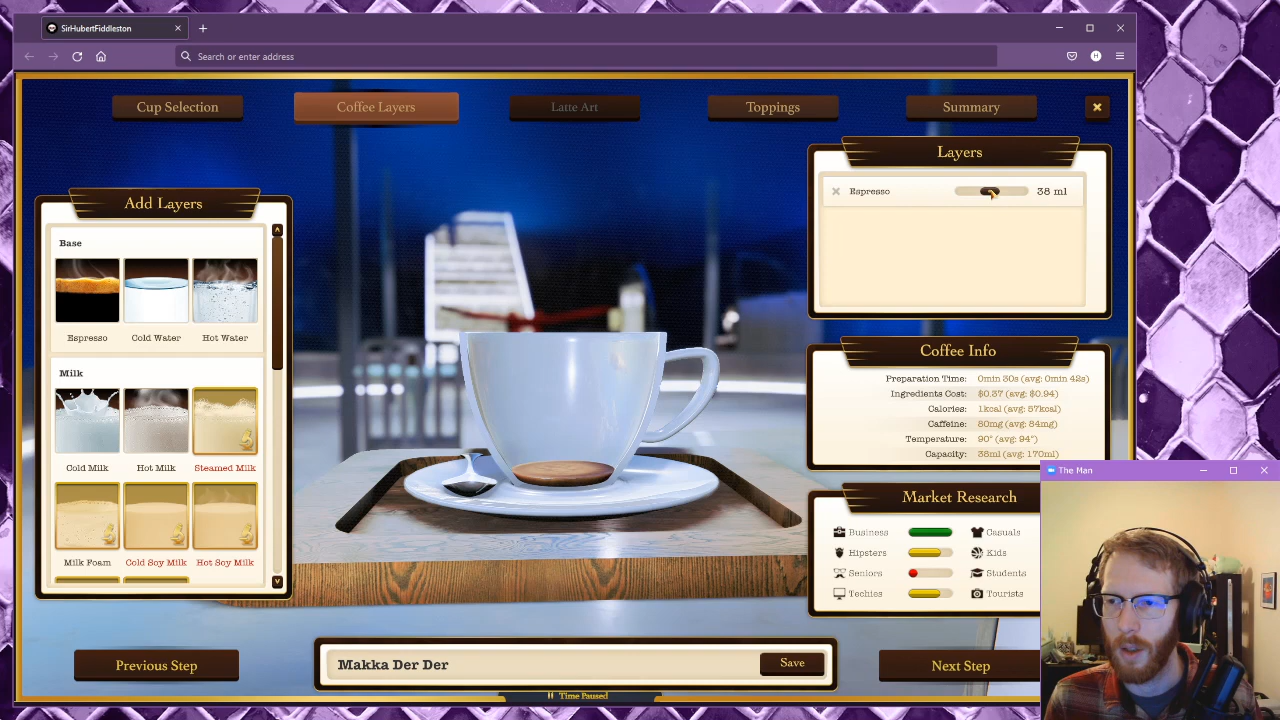 SirHubertFiddleston
Search or enter address
H
Cup Selection
Coffee Layers
Latte Art
Toppings
Summary
Layers
Espresso
38 ml
Add Layers
Base
Espresso
Cold Water
Hot Water
Milk
Cold Milk
Hot Milk
Steamed Milk
Milk Foam
Cold Soy Milk
Hot Soy Milk
Coffee Info
Preparation Time: 0min 30s (avg: 0min 42s)
Ingredients Cost: $0.37 (avg: $0.94)
Calories: 1kcal (avg: 57kcal)
Caffeine: 80mg (avg: 84mg)
Temperature: 90° (avg: 94°)
Capacity: 38ml (avg: 170ml)
The Man
Market Research
Business
Casuals
Hipsters
Kids
Seniors
Students
Techies
Tourists
Previous Step
Makka Der Der
Save
Next Step
Time Paused